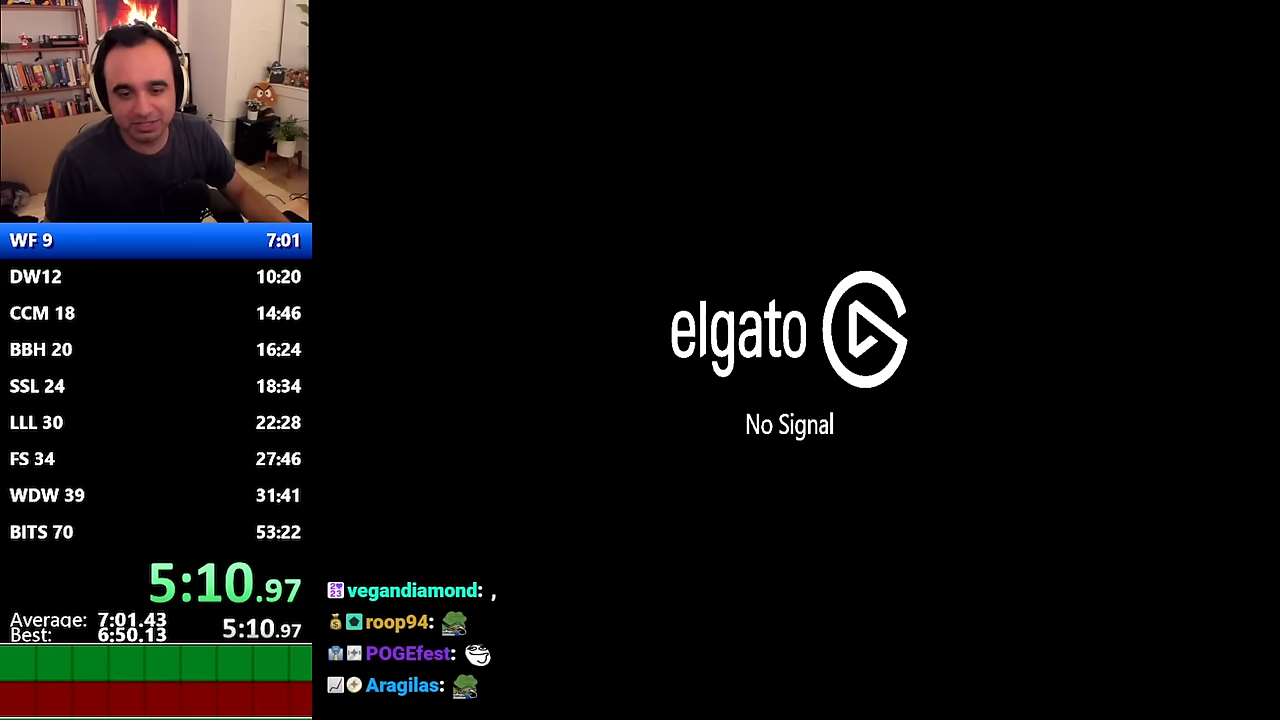 WF 9 7:01
DW12 10:20
CCM 18 14:46
BBH 20 16:24
SSL 24 18:34
LLL 30 22:28
FS 34 27:46
WDW 39 31:41
BITS 70 53:22
5:10.97
Average: 7:01.43
Best: 6:50.13 5:10.97
elgato
No Signal
vegandiamond: ,
roop94:
POGEfest:
Aragilas: